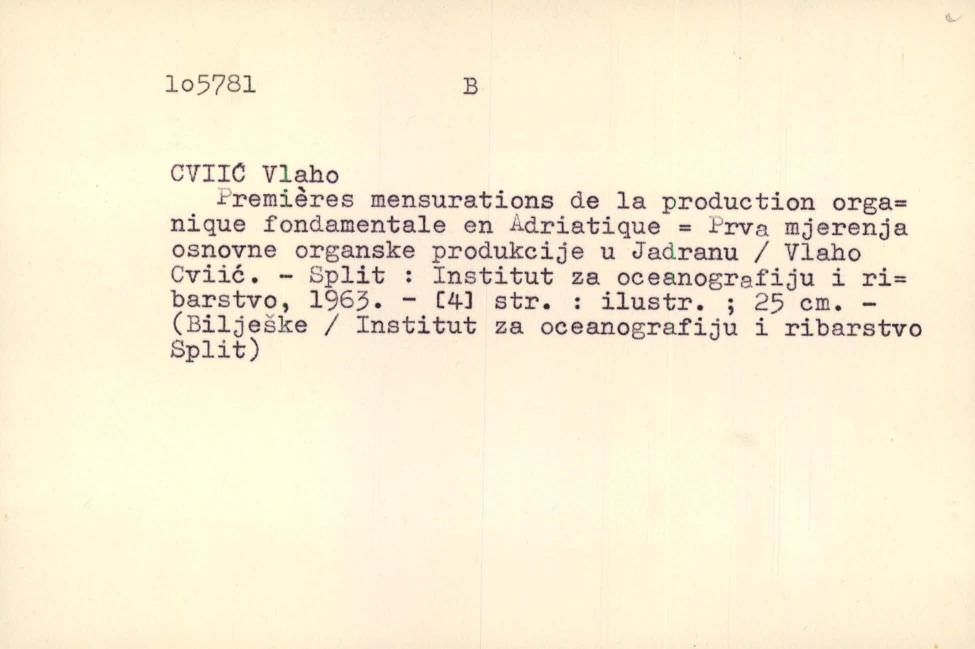 lo5781 B
CVIIĆ Vlaho
Premières mensurations de la production orga=
nique fondamentale en Adriatique = Prva mjerenja
osnovne organske produkcije u Jadranu / Vlaho
Cviić. - Split : Institut za oceanografiju i ri=
barstvo, 1963. - [4] str. : ilustr. ; 25 cm. -
(Bilješke / Institut za oceanografiju i ribarstvo
Split)